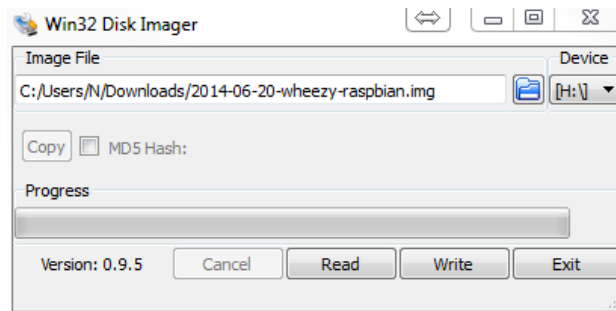 Win32 Disk Imager
Image File
Device
C:/Users/N/Downloads/2014-06-20-wheezy-raspbian.img
[H:\]
Copy
MD5 Hash:
Progress
Version: 0.9.5
Cancel
Read
Write
Exit